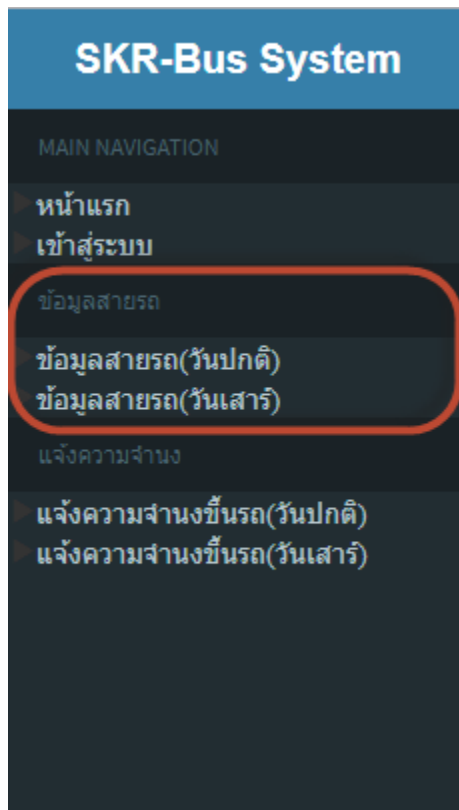 SKR-Bus System
MAIN NAVIGATION
หน้าแรก
เข้าสู่ระบบ
ข้อมูลสายรถ
ข้อมูลสายรถ(วันปกติ)
ข้อมูลสายรถ(วันเสาร์)
แจ้งความจำนง
แจ้งความจำนงขึ้นรถ(วันปกติ)
แจ้งความจำนงขึ้นรถ(วันเสาร์)